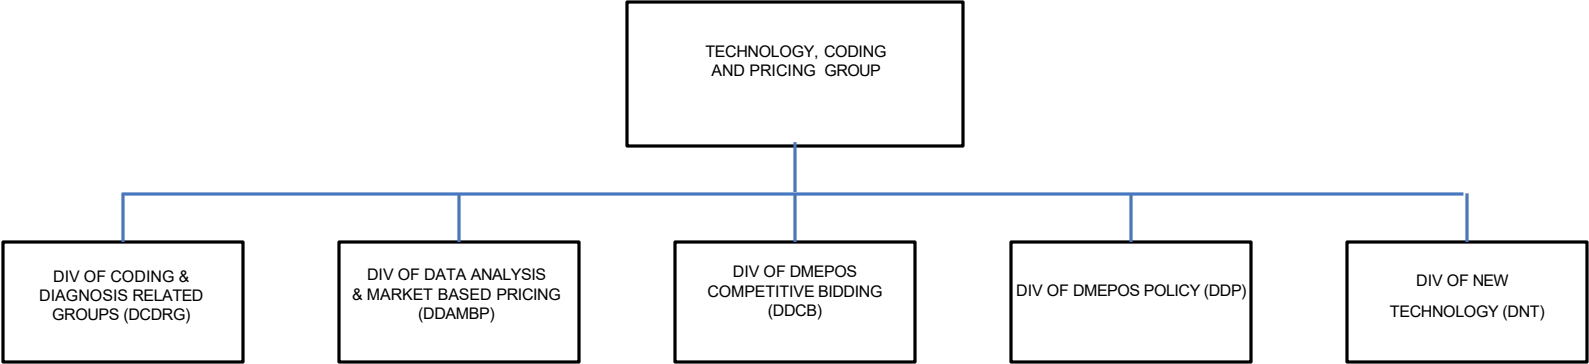 TECHNOLOGY, CODING
AND PRICING GROUP
DIV OF CODING &
DIAGNOSIS RELATED
GROUPS (DCDRG)
DIV OF DATA ANALYSIS
& MARKET BASED PRICING
(DDAMBP)
DIV OF DMEPOS
COMPETITIVE BIDDING
(DDCB)
DIV OF DMEPOS POLICY (DDP)
DIV OF NEW
TECHNOLOGY (DNT)